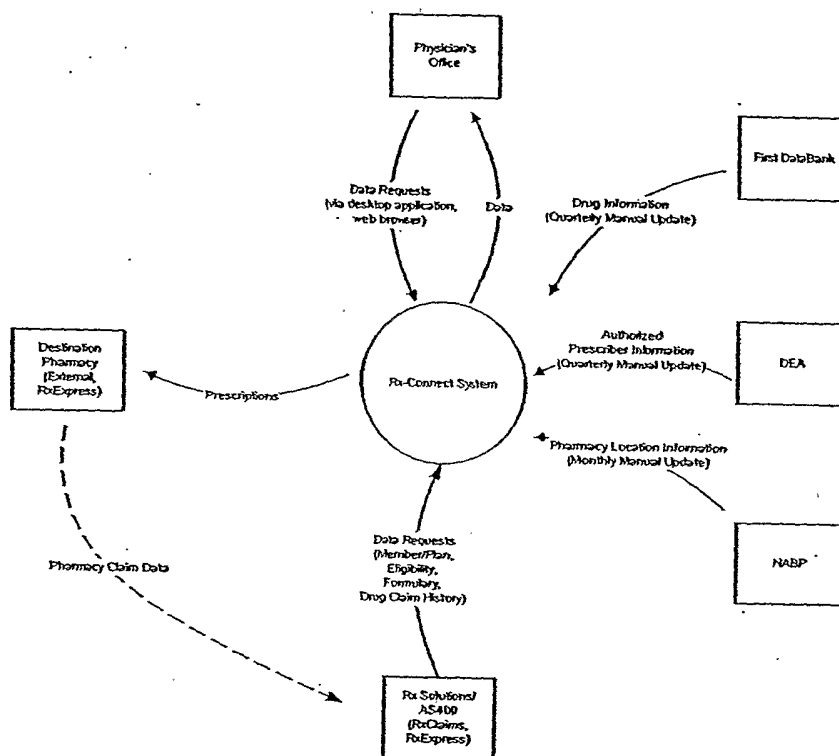 Physician's
Office
First DataBank
Data Requests
(via desktop application,
web browser)
Data
Drug Information
(Quarterly Manual Update)
Destination
Pharmacy
(External,
RxExpress)
Prescriptions
Rx-Connect System
Authorized
Prescriber Information
(Quarterly Manual Update)
DEA
Pharmacy Location Information
(Monthly Manual Update)
NABP
Data Requests
(Member/Plan,
Eligibility,
Formulary,
Drug Claim History)
Pharmacy Claim Data
Rx Solutions/
AS400
(RxClaims,
RxExpress)